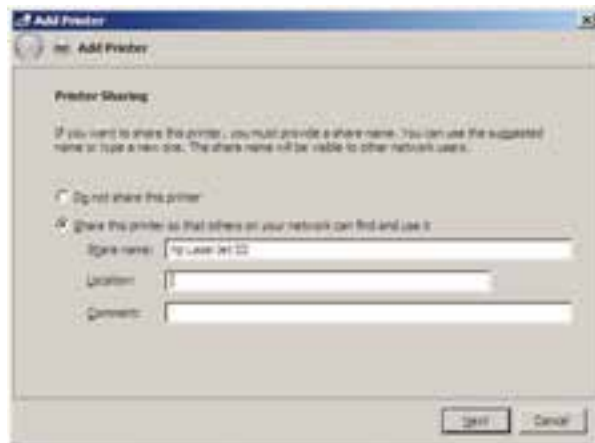 Add Printer
Add Printer
Printer Sharing
If you want to share this printer, you must provide a share name. You can use the suggested
name or type a new one. The share name will be visible to other network users.
Do not share this printer
Share this printer so that others on your network can find and use it
Share name: hp LaserJet
Location:
Comment:
Next Cancel